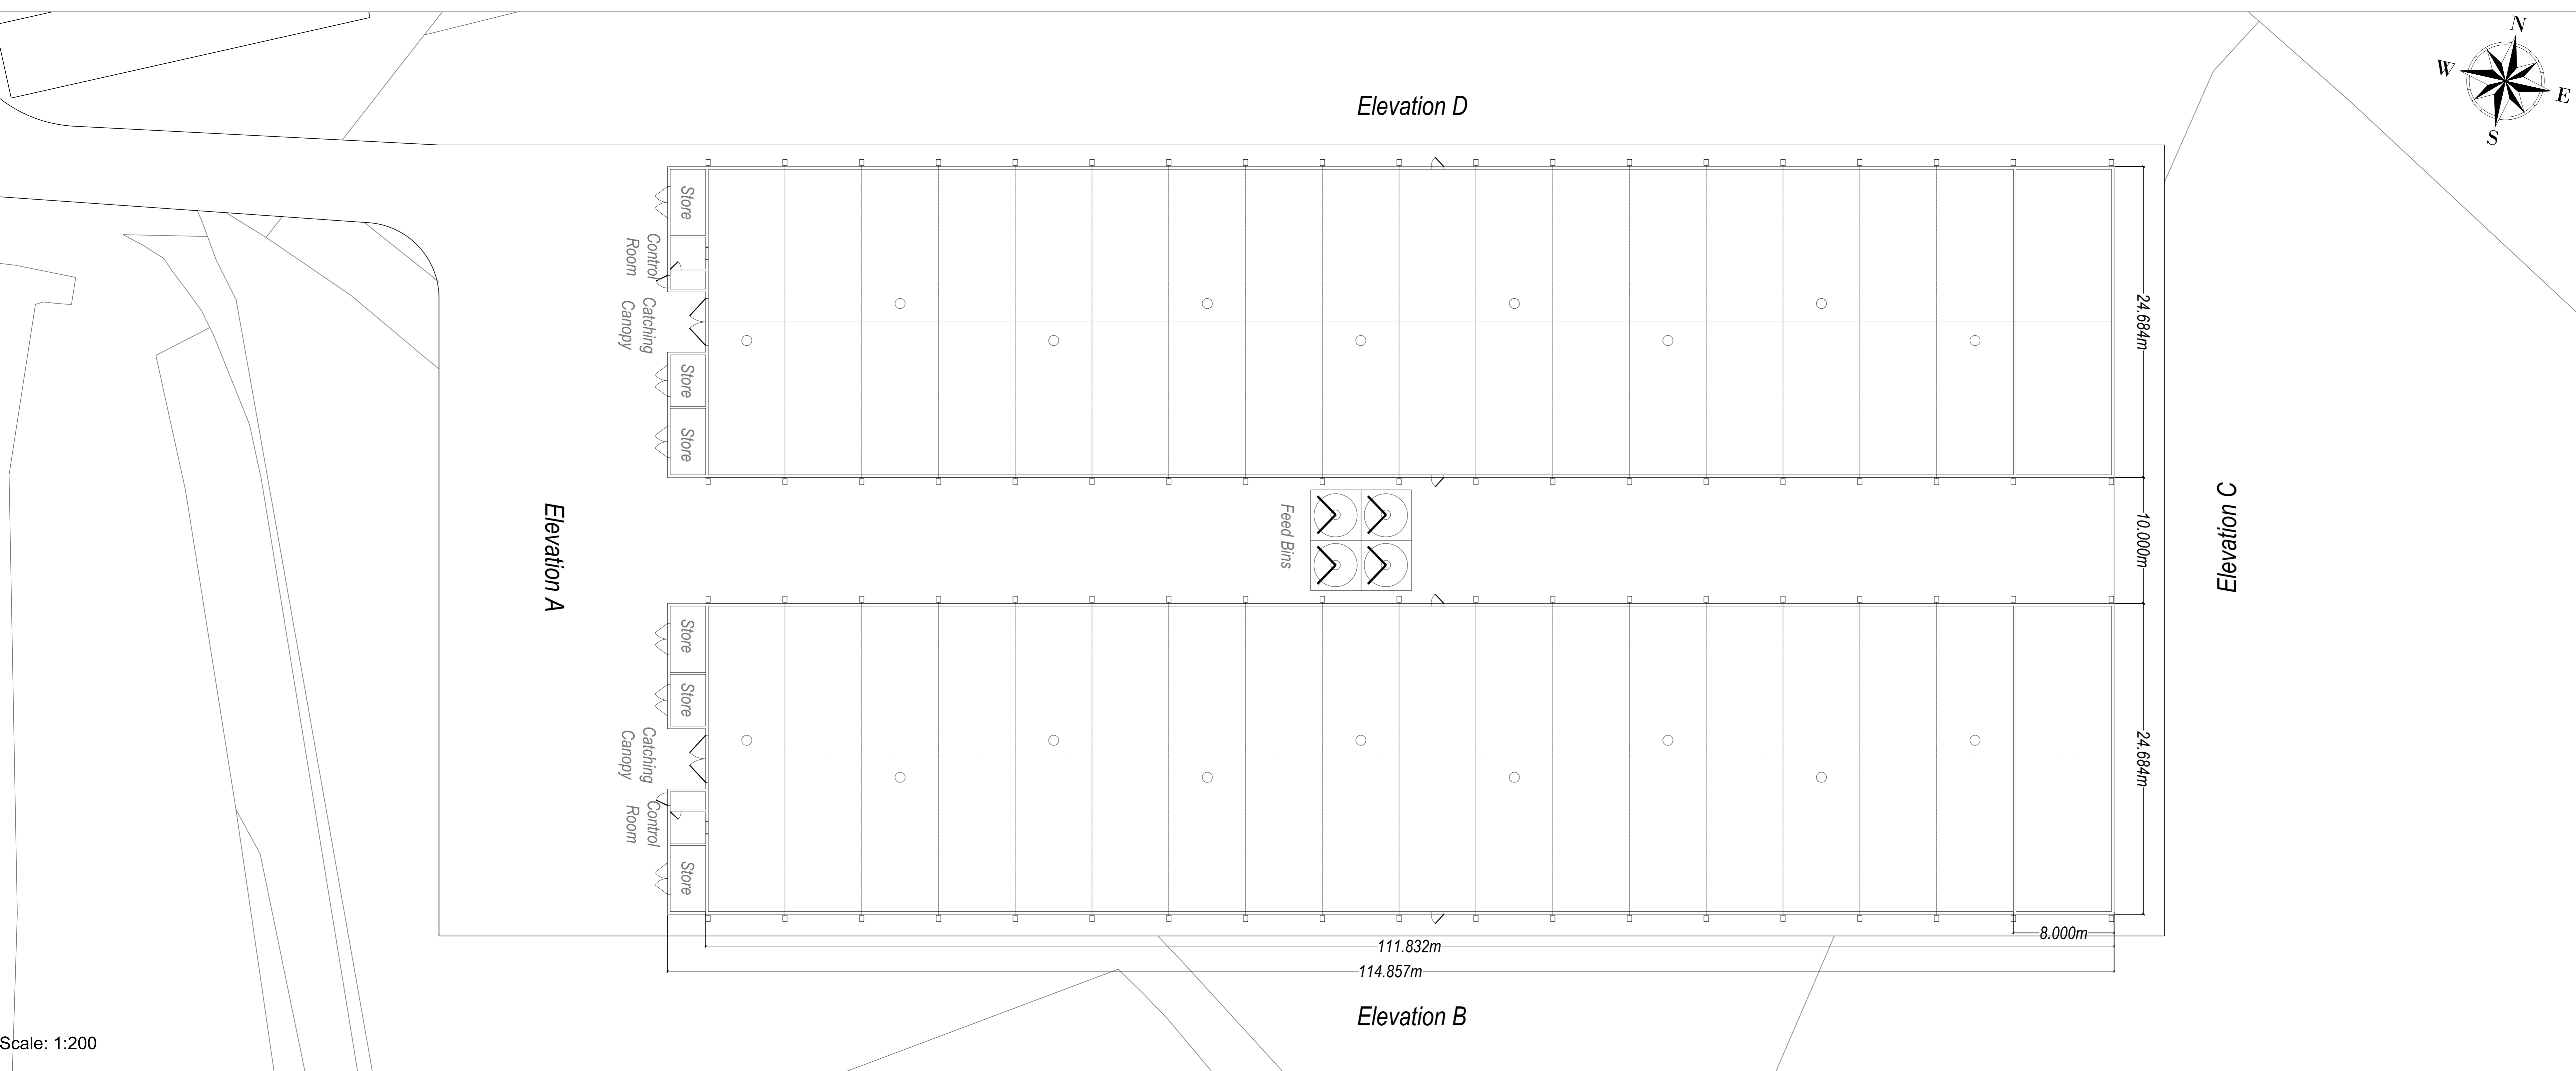 N
W
E
S
Elevation D
Store
Control
Room
Catching
Canopy
Store
Store
24.684m
Elevation A
Feed Bins
10.000m
Elevation C
Store
Store
Catching
Canopy
Control
Room
Store
24.684m
8.000m
111.832m
114.857m
Elevation B
Scale: 1:200